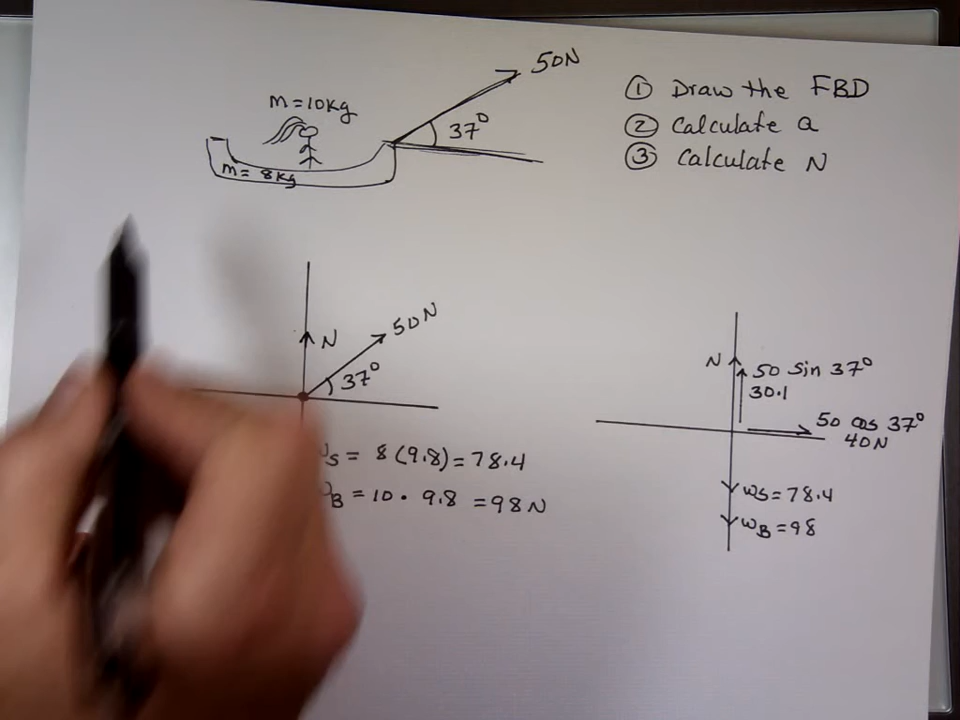 50N
m = 10kg
37°
m = 8kg
① Draw the FBD
② Calculate a
③ Calculate N
N
50N
37°
S = 8(9.8) = 78.4
B = 10 · 9.8 = 98N
N
50 sin 37°
30.1
50 cos 37°
40N
ws = 78.4
wB = 98